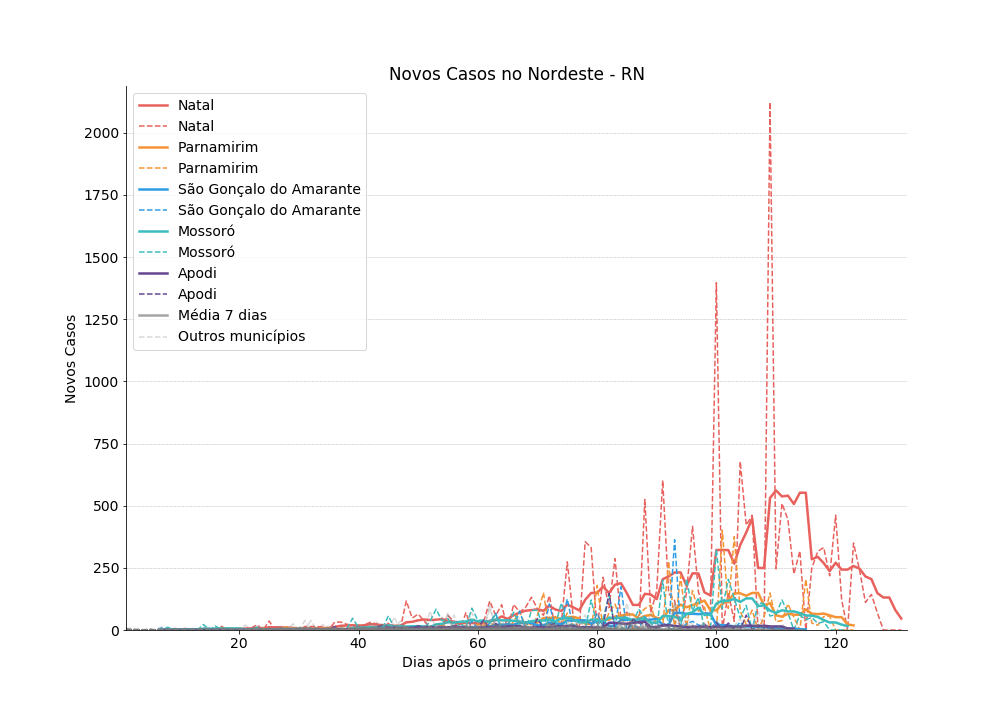 Novos Casos no Nordeste - RN
Natal
Natal
Parnamirim
Parnamirim
São Gonçalo do Amarante
São Gonçalo do Amarante
Mossoró
Mossoró
Apodi
Apodi
Média 7 dias
Outros municípios
Novos Casos
2000
1750
1500
1250
1000
750
500
250
0
20 40 60 80 100 120
Dias após o primeiro confirmado